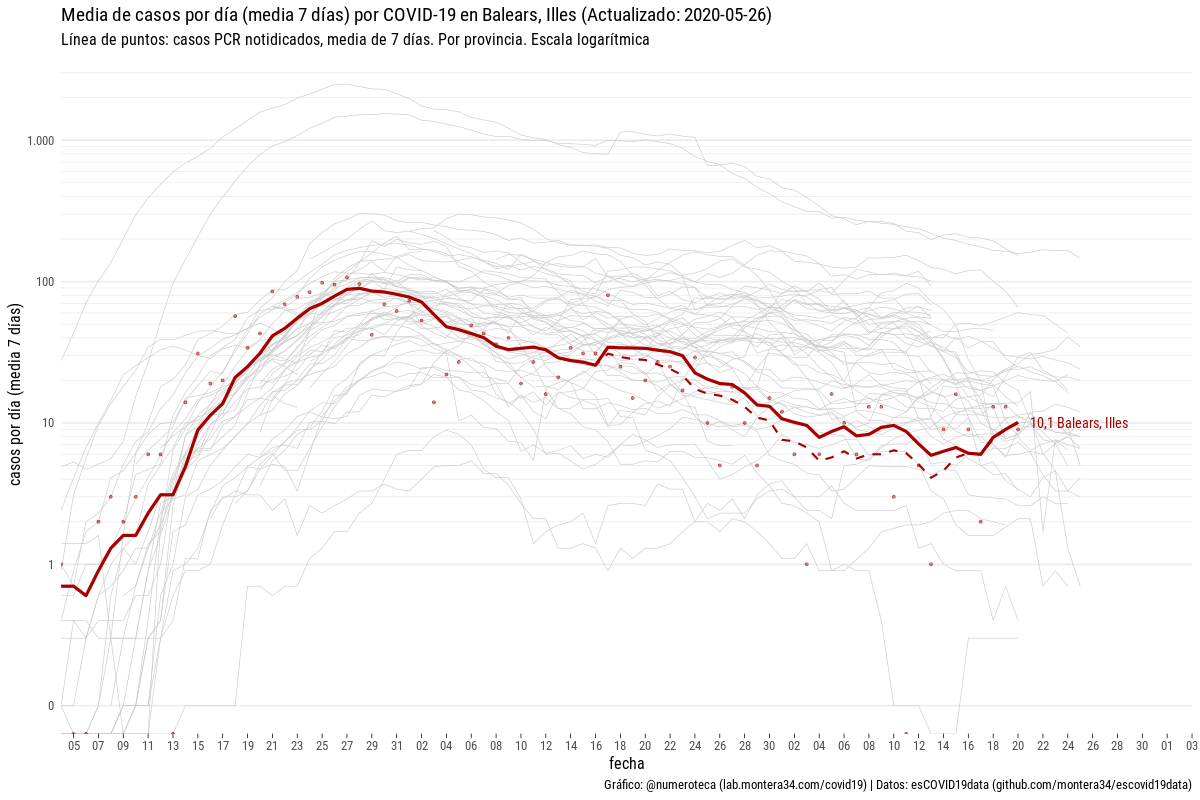 Media de casos por día (media 7 días) por COVID-19 en Balears, Illes (Actualizado: 2020-05-26)
Línea de puntos: casos PCR notidicados, media de 7 días. Por provincia. Escala logarítmica
casos por día (media 7 días)
1.000
100
10
1
0
10,1 Balears, Illes
05 07 09 11 13 15 17 19 21 23 25 27 29 31 02 04 06 08 10 12 14 16 18 20 22 24 26 28 30 02 04 06 08 10 12 14 16 18 20 22 24 26 28 30 01 03
fecha
Gráfico: @numeroteca (lab.montera34.com/covid19) | Datos: esCOVID19data (github.com/montera34/escovid19data)